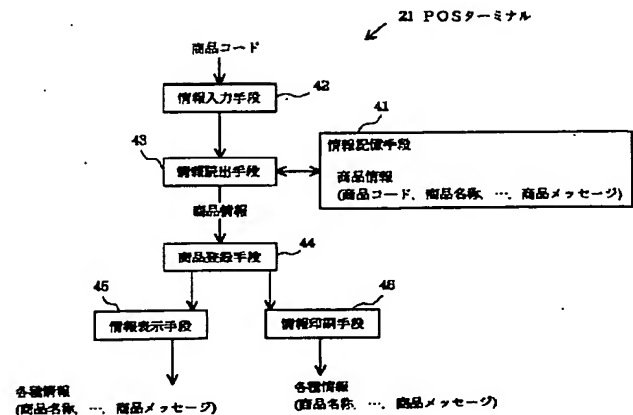 21 POSターミナル
商品コード
42
情報入力手段
41
情報記憶手段
商品情報
(商品コード、商品名称、…、商品メッセージ)
43
情報読出手段
商品情報
44
商品登録手段
45
情報表示手段
46
情報印刷手段
各種情報
(商品名称、…、商品メッセージ)
各種情報
(商品名称、…、商品メッセージ)